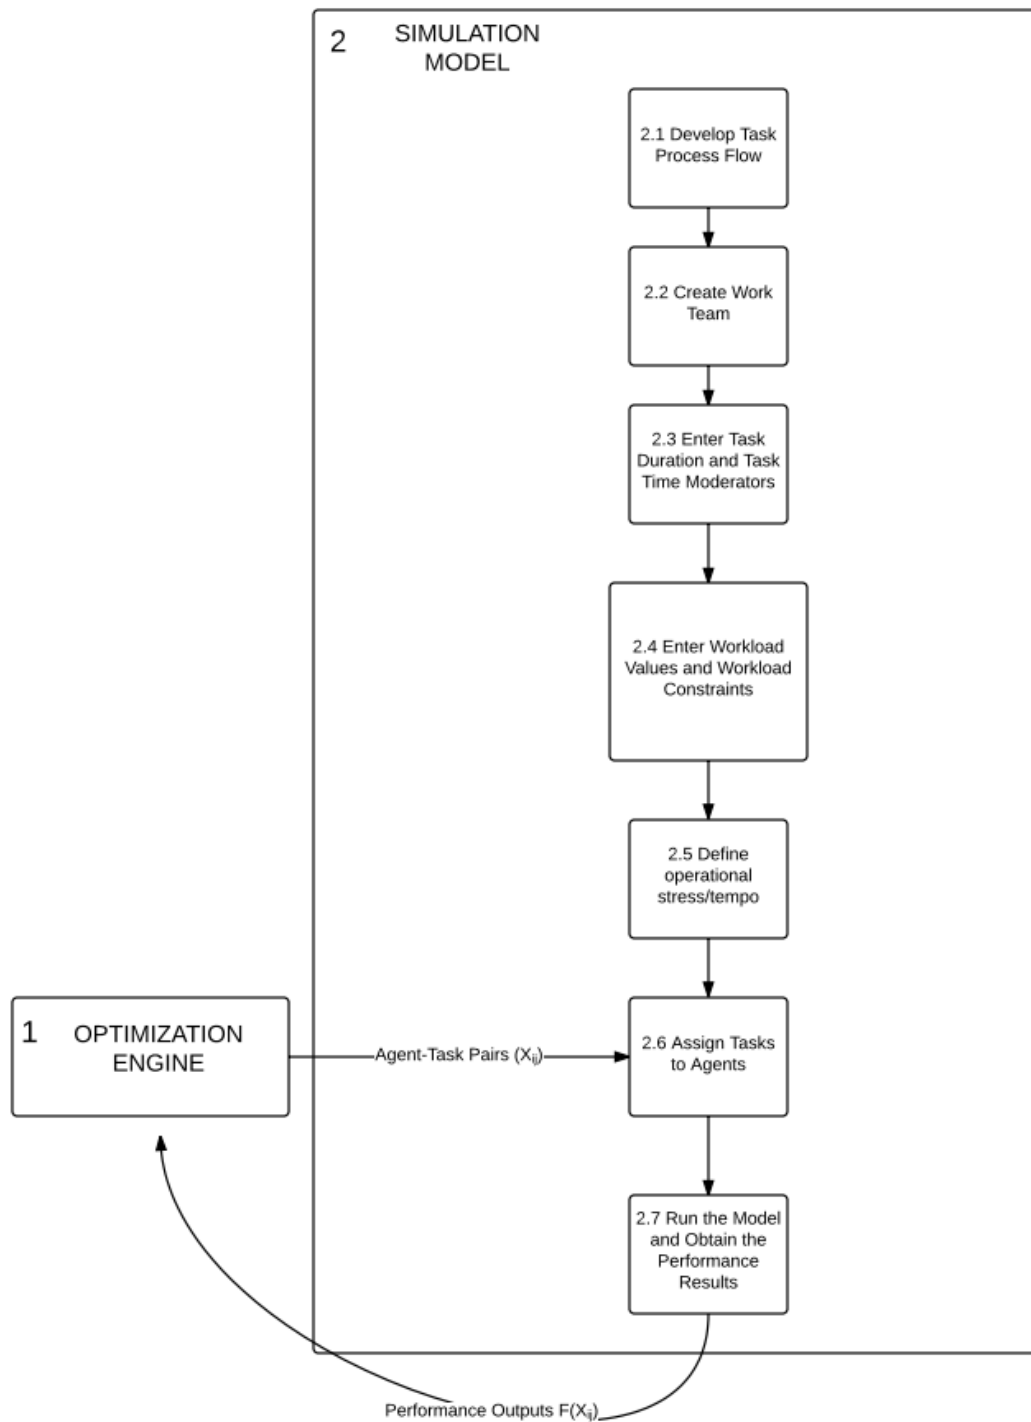 2
SIMULATION
MODEL
2.1 Develop Task
Process Flow
2.2 Create Work
Team
2.3 Enter Task
Duration and Task
Time Moderators
2.4 Enter Workload
Values and Workload
Constraints
2.5 Define
operational
stress/tempo
1
OPTIMIZATION
ENGINE
Agent-Task Pairs (Xij)
2.6 Assign Tasks
to Agents
2.7 Run the Model
and Obtain the
Performance
Results
Performance Outputs F(Xij)